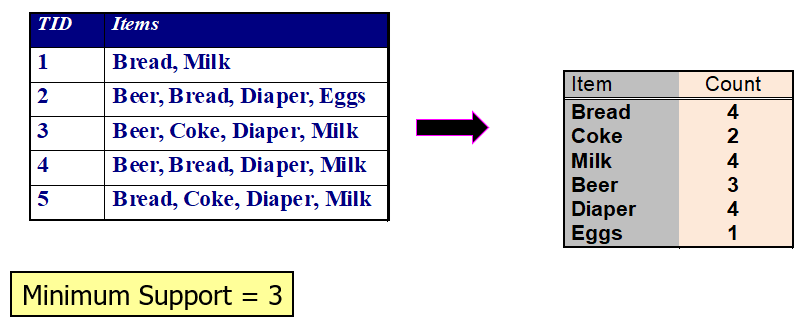 TID Items
1 Bread, Milk
2 Beer, Bread, Diaper, Eggs
3 Beer, Coke, Diaper, Milk
4 Beer, Bread, Diaper, Milk
5 Bread, Coke, Diaper, Milk
Item Count
Bread 4
Coke 2
Milk 4
Beer 3
Diaper 4
Eggs 1
Minimum Support = 3